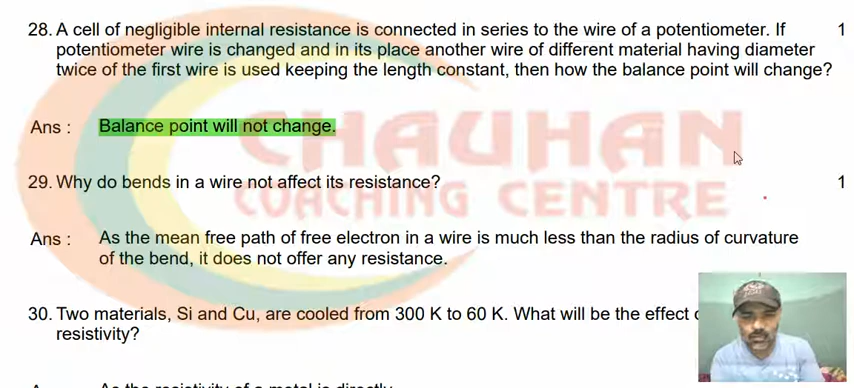 28. A cell of negligible internal resistance is connected in series to the wire of a potentiometer. If 1
potentiometer wire is changed and in its place another wire of different material having diameter
twice of the first wire is used keeping the length constant, then how the balance point will change?
Ans : Balance point will not change.
CHAUHAN
COACHING CENTRE
29. Why do bends in a wire not affect its resistance? 1
Ans : As the mean free path of free electron in a wire is much less than the radius of curvature
of the bend, it does not offer any resistance.
30. Two materials, Si and Cu, are cooled from 300 K to 60 K. What will be the effect
resistivity?